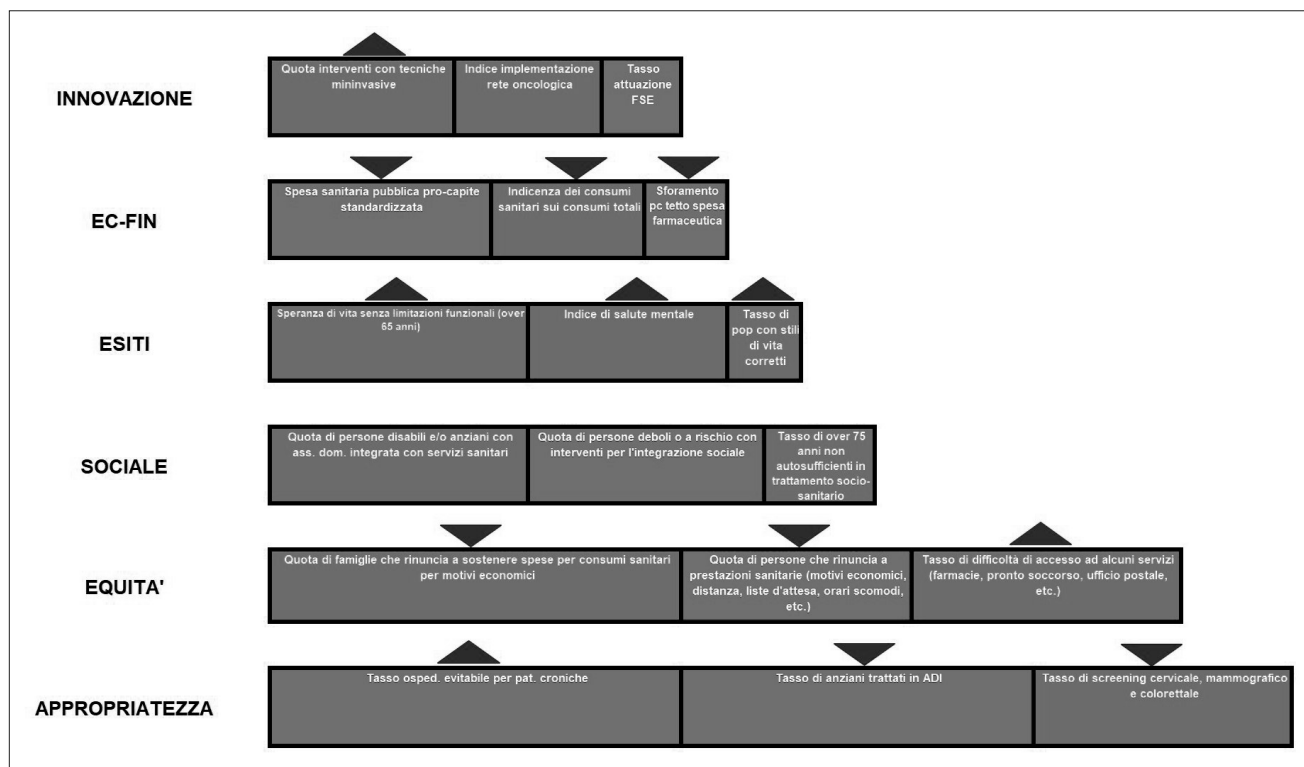 INNOVAZIONE
Quota interventi con tecniche
mininvasive
Indice implementazione
rete oncologica
Tasso
attuazione
FSE
EC-FIN
Spesa sanitaria pubblica pro-capite
standardizzata
Indicenza dei consumi
sanitari sui consumi totali
Sforamento
pc tetto spesa
farmaceutica
ESITI
Speranza di vita senza limitazioni funzionali (over
65 anni)
Indice di salute mentale
Tasso di
pop con stili
di vita
corretti
SOCIALE
Quota di persone disabili e/o anziani con
ass. dom. integrata con servizi sanitari
Quota di persone deboli o a rischio con
interventi per l'integrazione sociale
Tasso di over 75
anni non
autosufficienti in
trattamento socio-
sanitario
EQUITA'
Quota di famiglie che rinuncia a sostenere spese per consumi sanitari
per motivi economici
Quota di persone che rinuncia a
prestazioni sanitarie (motivi economici,
distanza, liste d'attesa, orari scomodi,
etc.)
Tasso di difficoltà di accesso ad alcuni servizi
(farmacie, pronto soccorso, ufficio postale,
etc.)
APPROPRIATEZZA
Tasso osped. evitabile per pat. croniche
Tasso di anziani trattati in ADI
Tasso di screening cervicale, mammografico
e colorettale